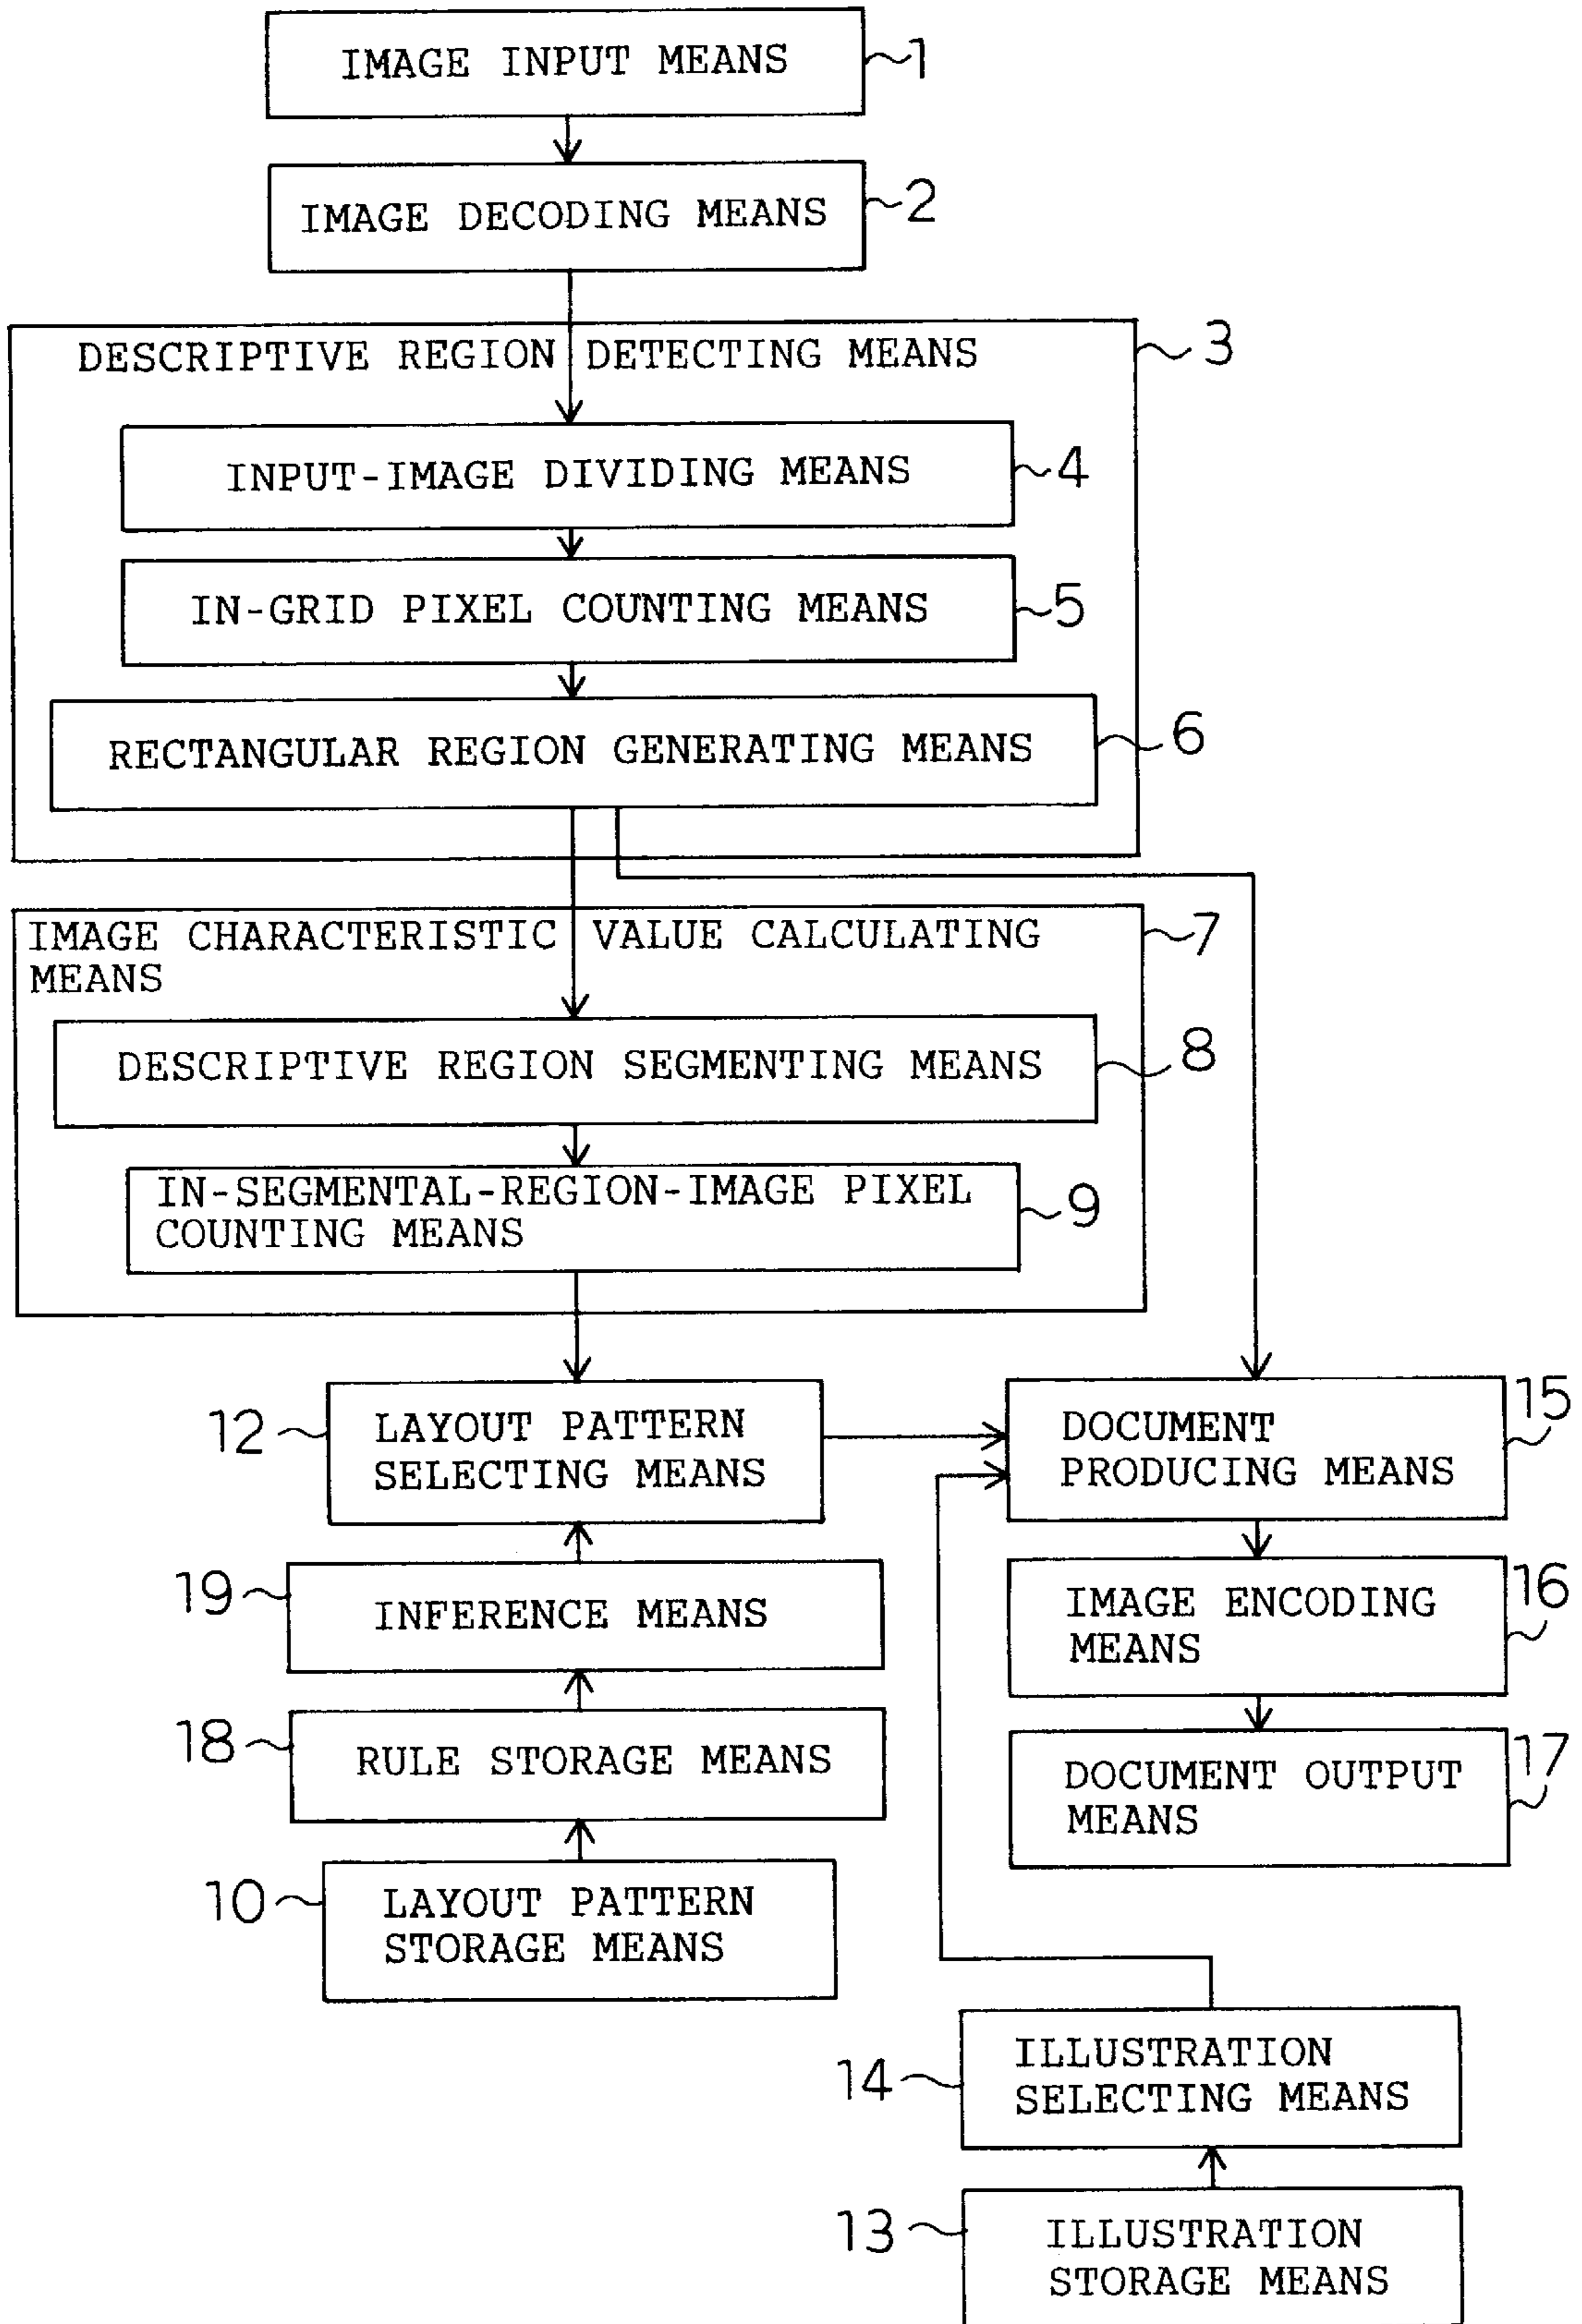 IMAGE INPUT MEANS
1
IMAGE DECODING MEANS
2
DESCRIPTIVE REGION DETECTING MEANS
3
INPUT-IMAGE DIVIDING MEANS
4
IN-GRID PIXEL COUNTING MEANS
5
RECTANGULAR REGION GENERATING MEANS
6
IMAGE CHARACTERISTIC VALUE CALCULATING
MEANS
7
DESCRIPTIVE REGION SEGMENTING MEANS
8
IN-SEGMENTAL-REGION-IMAGE PIXEL
COUNTING MEANS
9
12
LAYOUT PATTERN
SELECTING MEANS
15
DOCUMENT
PRODUCING MEANS
19
INFERENCE MEANS
16
IMAGE ENCODING
MEANS
18
RULE STORAGE MEANS
17
DOCUMENT OUTPUT
MEANS
10
LAYOUT PATTERN
STORAGE MEANS
14
ILLUSTRATION
SELECTING MEANS
13
ILLUSTRATION
STORAGE MEANS